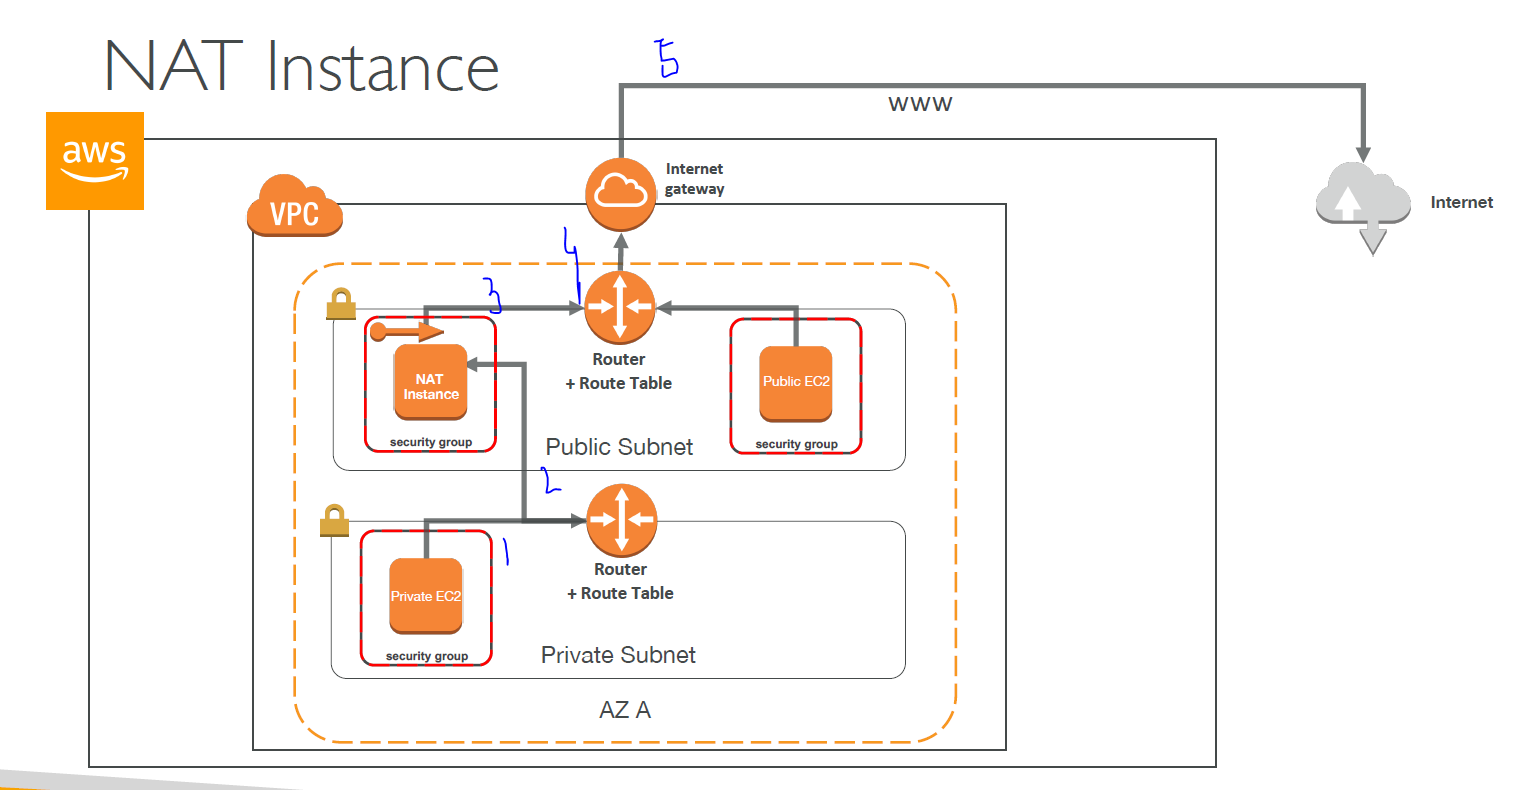 NAT Instance
5
www
aws
Internet
gateway
Internet
VPC
4
3
Router
+ Route Table
NAT
Instance
Public EC2
security group
security group
Public Subnet
2
1
Router
+ Route Table
Private EC2
security group
Private Subnet
AZ A